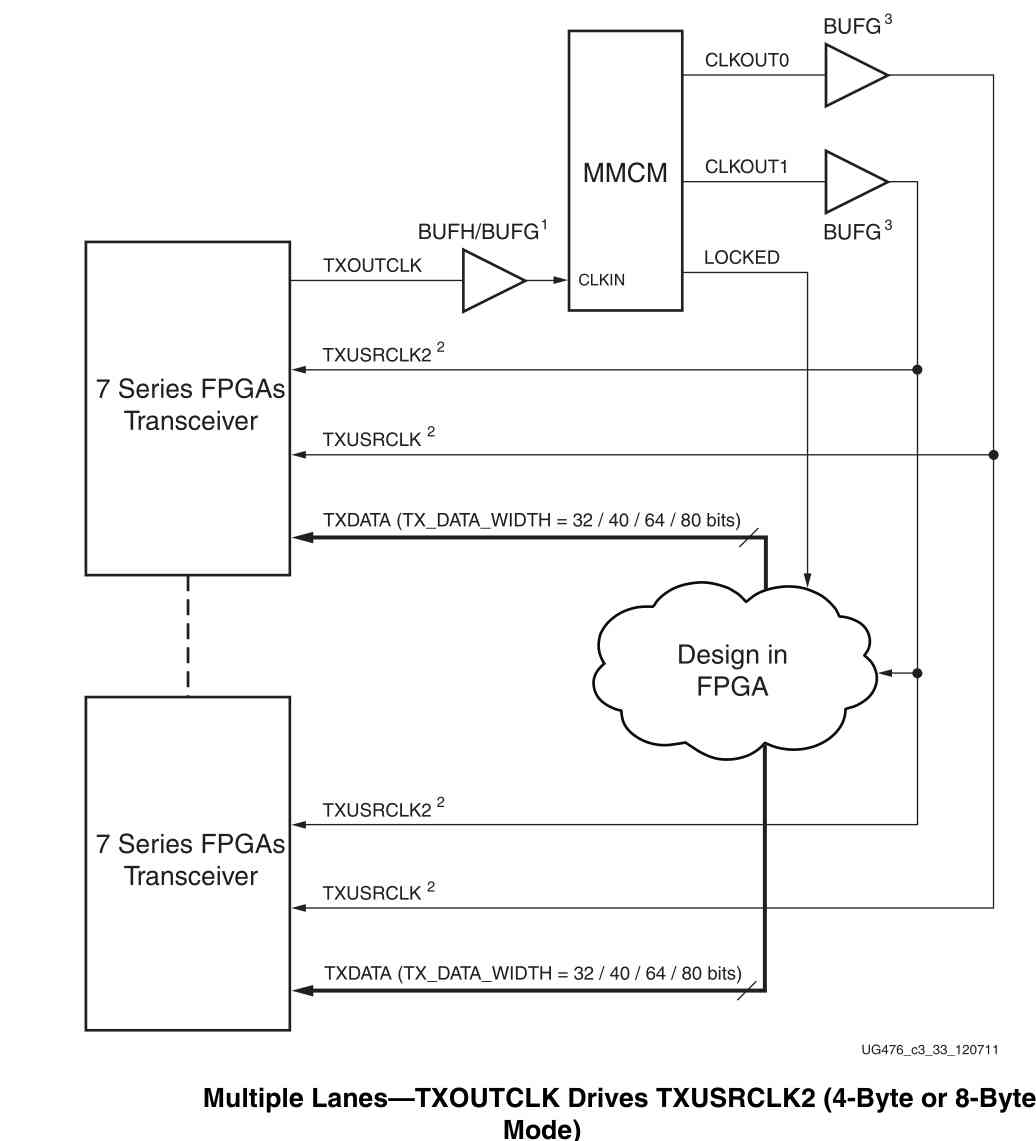 BUFG 3
CLKOUT0
MMCM
CLKOUT1
BUFG 3
BUFH/BUFG 1
LOCKED
TXOUTCLK
CLKIN
TXUSRCLK2 2
7 Series FPGAs
Transceiver
TXUSRCLK 2
TXDATA (TX_DATA_WIDTH = 32 / 40 / 64 / 80 bits)
Design in
FPGA
TXUSRCLK2 2
7 Series FPGAs
Transceiver
TXUSRCLK 2
TXDATA (TX_DATA_WIDTH = 32 / 40 / 64 / 80 bits)
UG476_c3_33_120711
Multiple Lanes—TXOUTCLK Drives TXUSRCLK2 (4-Byte or 8-Byte
Mode)